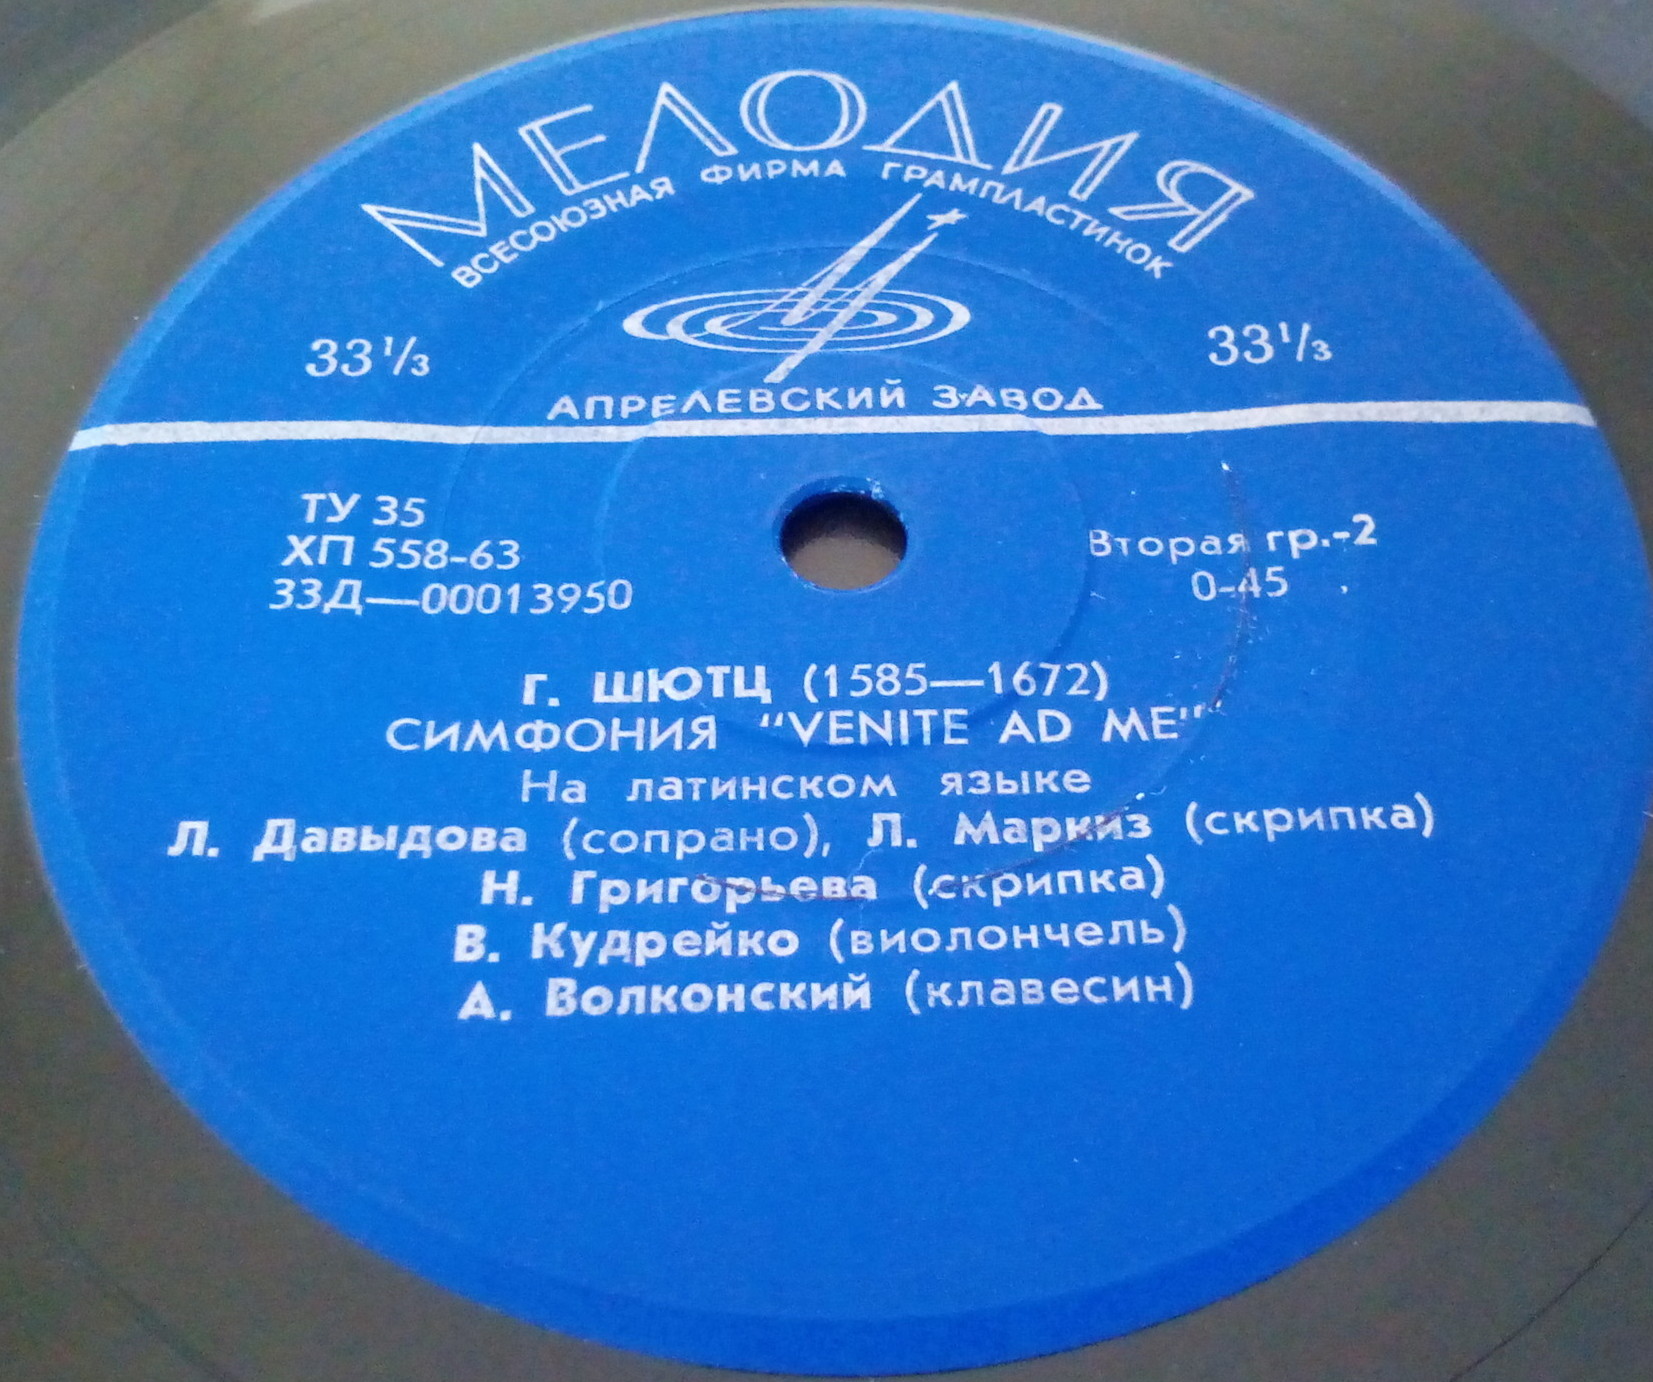 МЕЛОДИЯ
ВСЕСОЮЗНАЯ ФИРМА ГРАМПЛАСТИНОК
33⅓ 33⅓
АПРЕЛЕВСКИЙ ЗАВОД
ТУ 35
ХП 558-63
33Д—00013950
Вторая гр.-2
0-45
Г. ШЮТЦ (1585—1672)
СИМФОНИЯ "VENITE AD ME"
На латинском языке
Л. Давыдова (сопрано), Л. Маркиз (скрипка)
Н. Григорьева (скрипка)
В. Кудрейко (виолончель)
А. Волконский (клавесин)